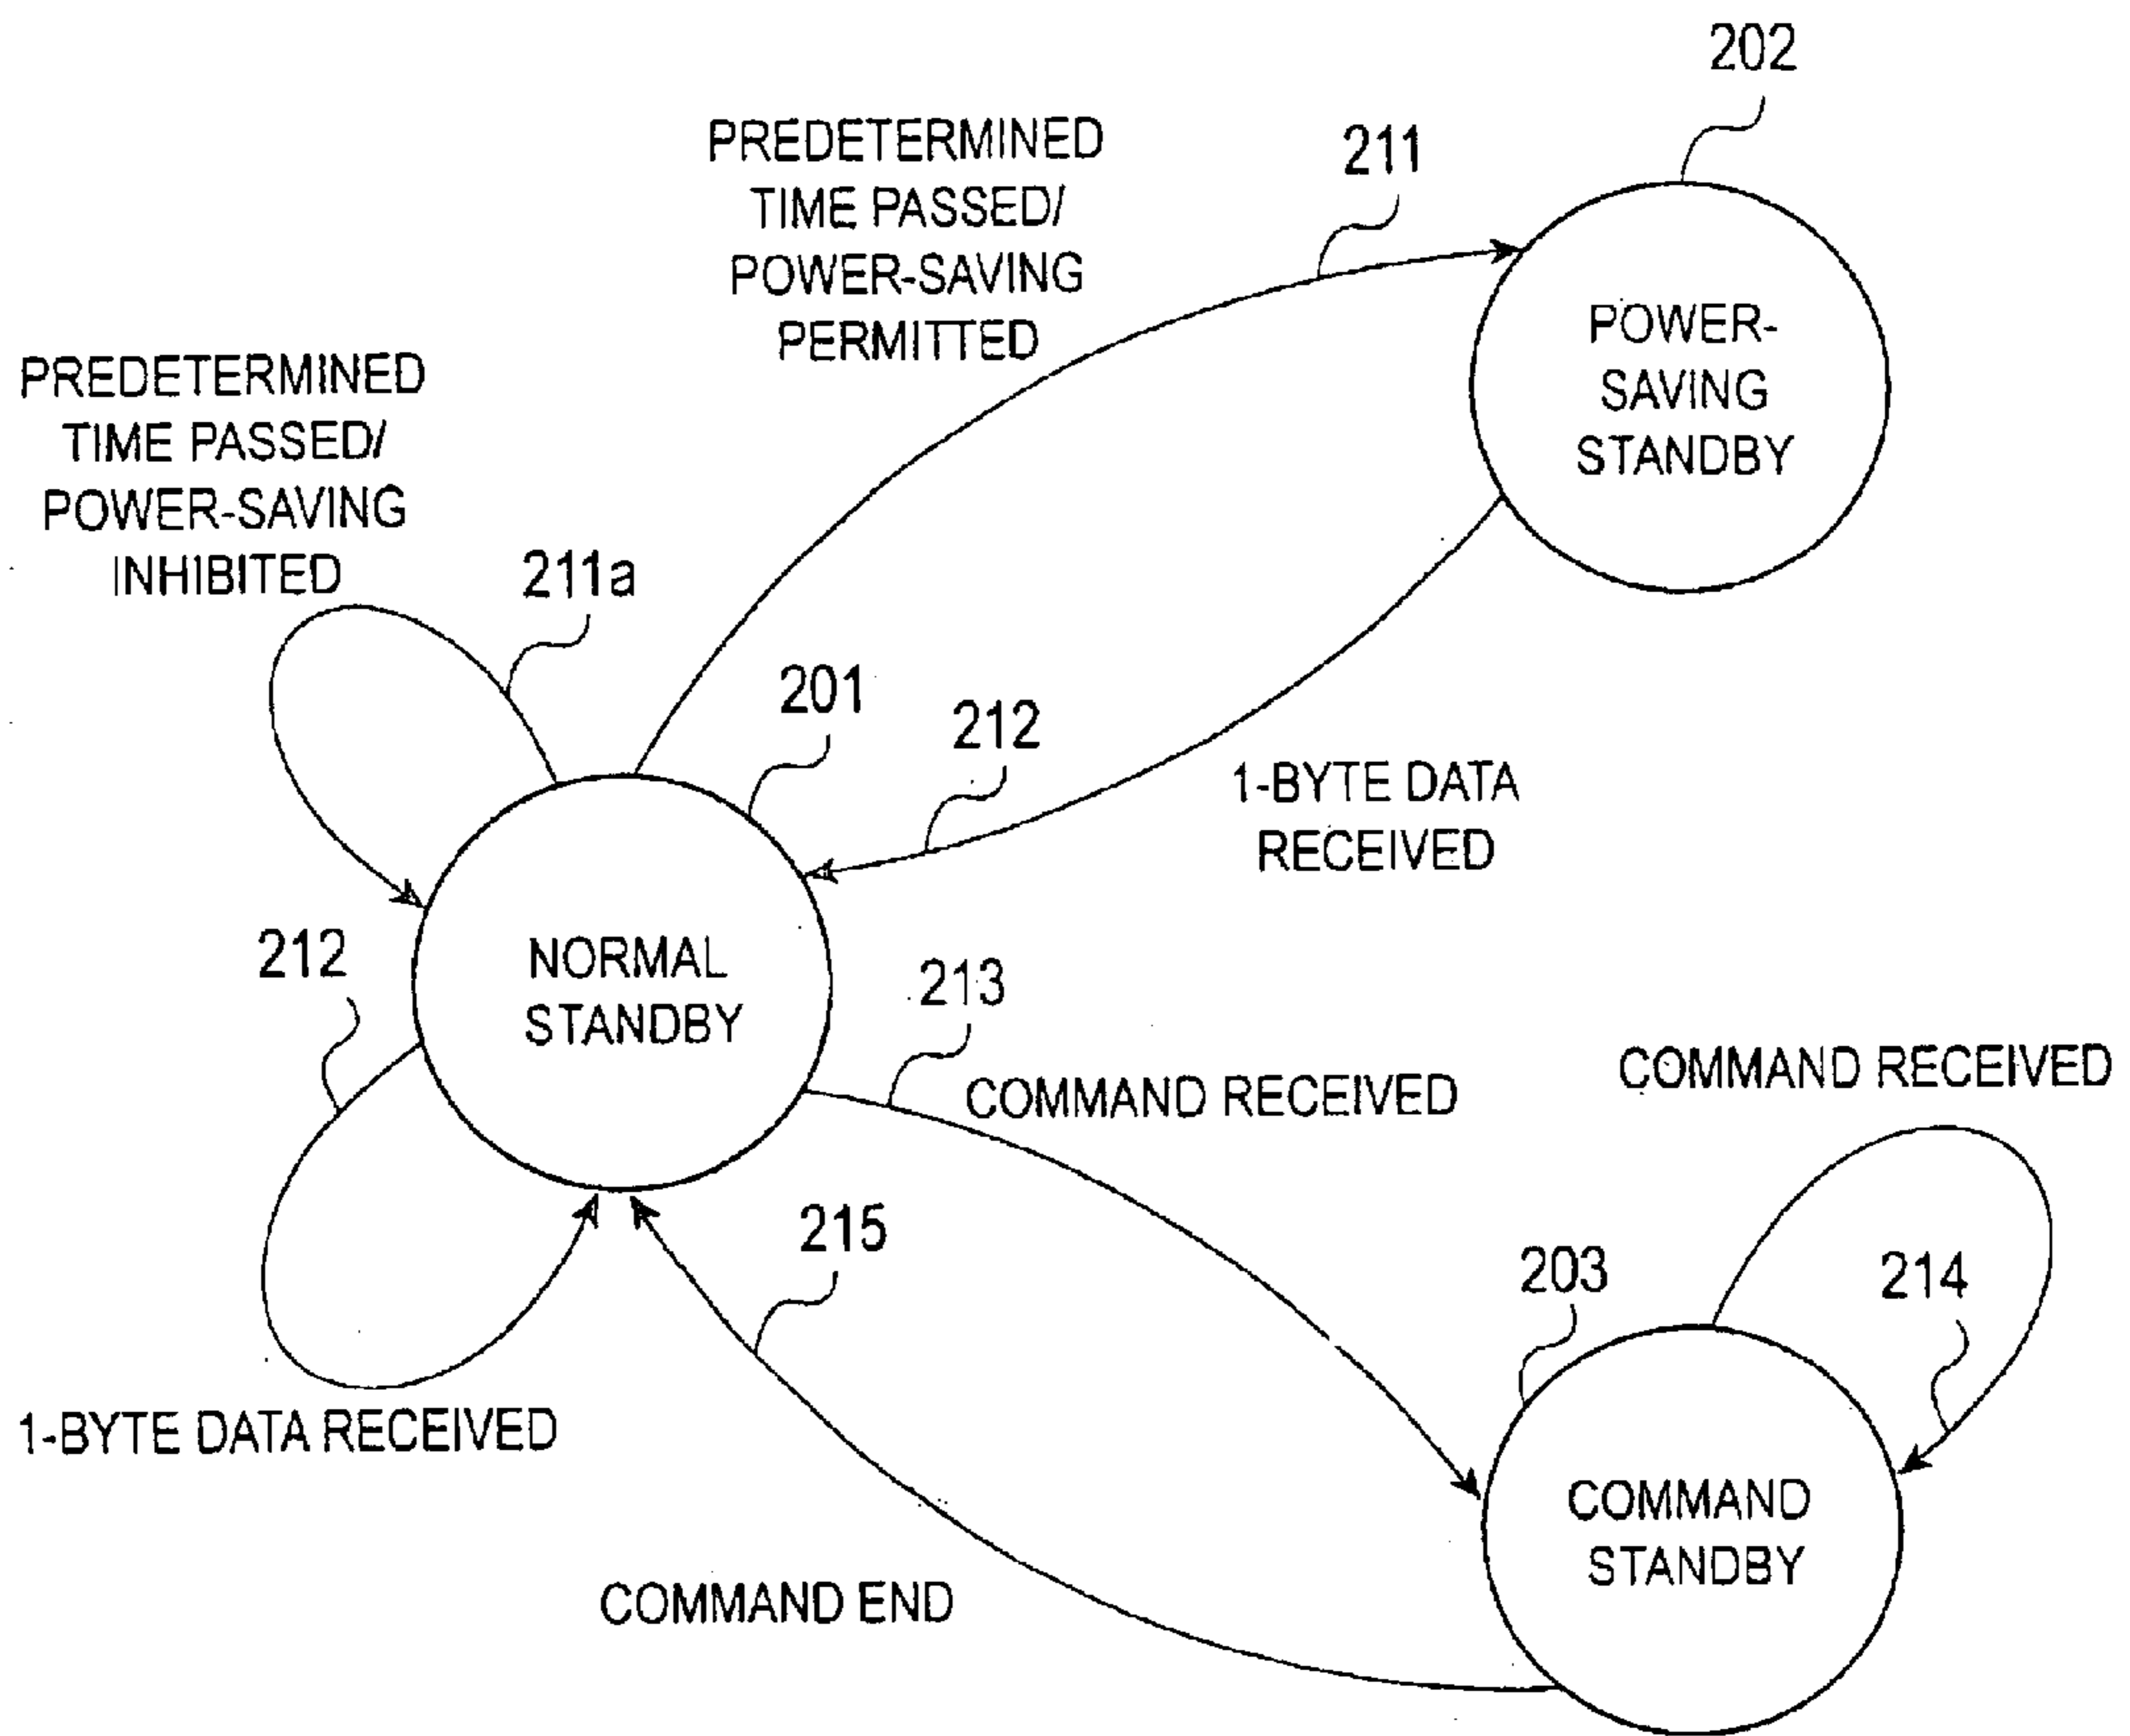 202
PREDETERMINED
TIME PASSED/
POWER-SAVING
PERMITTED
211
POWER-
SAVING
STANDBY
PREDETERMINED
TIME PASSED/
POWER-SAVING
INHIBITED
211a
201
212
1-BYTE DATA
RECEIVED
NORMAL
STANDBY
212
213
COMMAND RECEIVED
COMMAND RECEIVED
215
203
214
1-BYTE DATA RECEIVED
COMMAND
STANDBY
COMMAND END